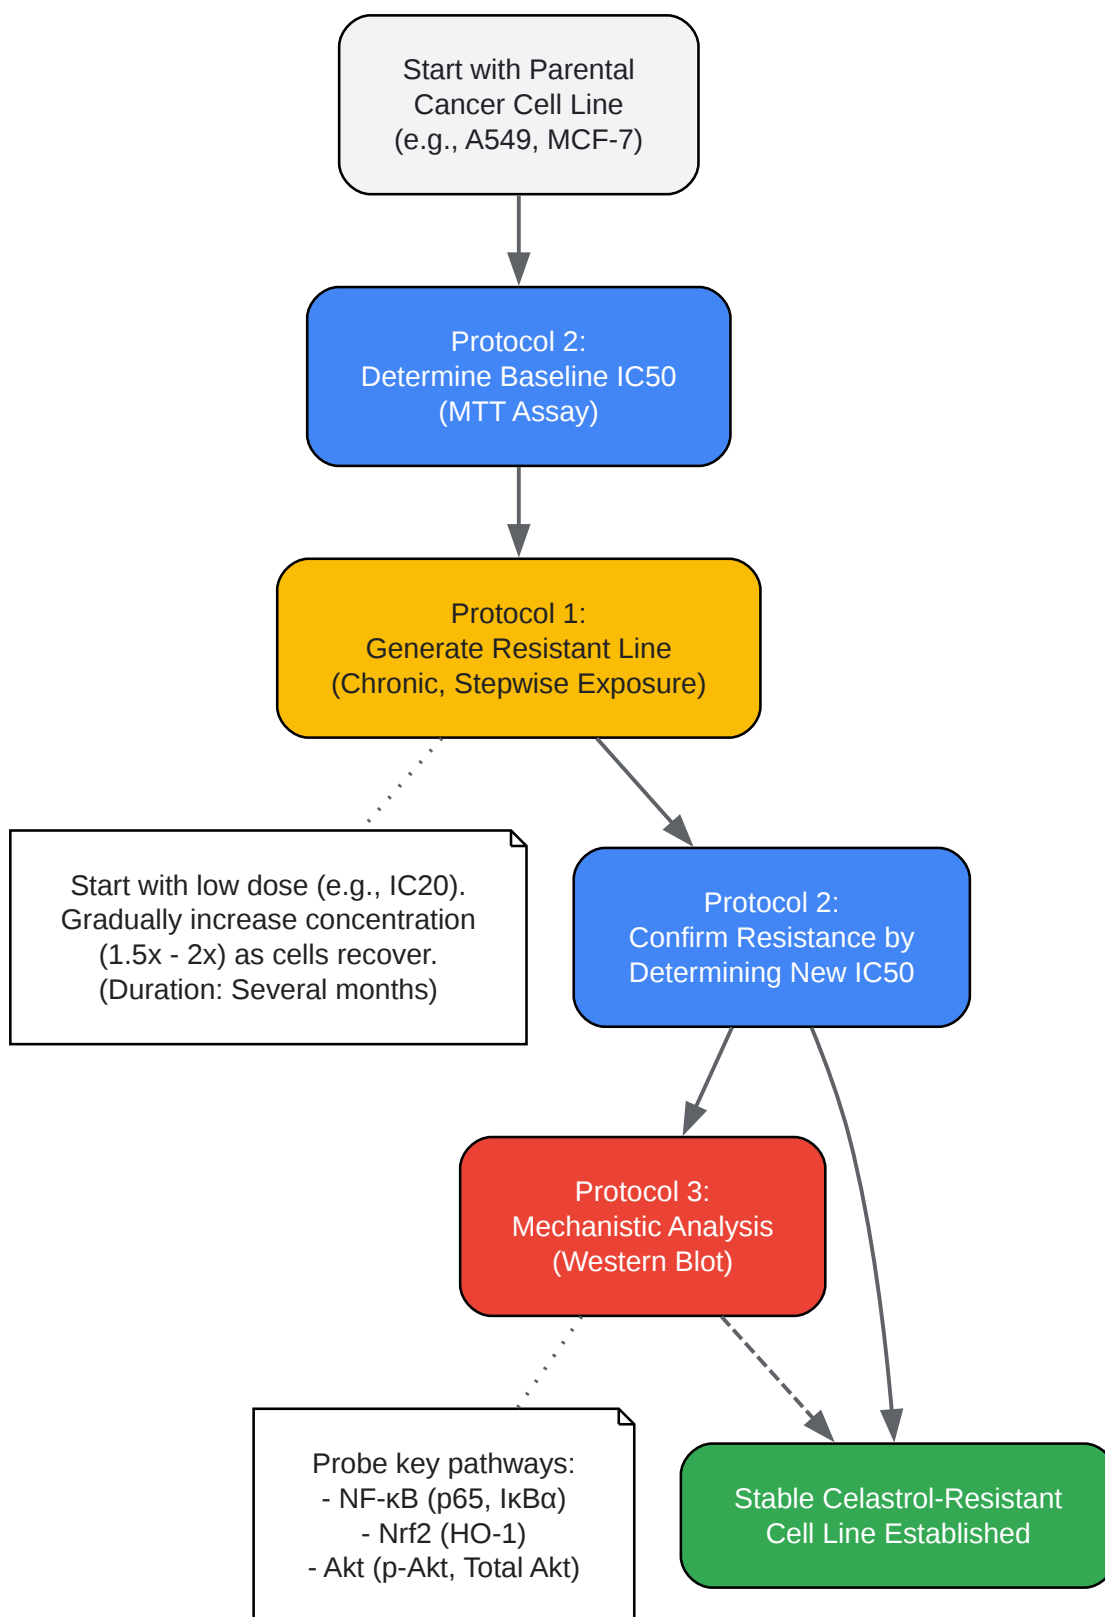 Start with Parental
Cancer Cell Line
(e.g., A549, MCF-7)
Protocol 2:
Determine Baseline IC50
(MTT Assay)
Protocol 1:
Generate Resistant Line
(Chronic, Stepwise Exposure)
Start with low dose (e.g., IC20).
Gradually increase concentration
(1.5x - 2x) as cells recover.
(Duration: Several months)
Protocol 2:
Confirm Resistance by
Determining New IC50
Protocol 3:
Mechanistic Analysis
(Western Blot)
Probe key pathways:
- NF-κB (p65, IκBα)
- Nrf2 (HO-1)
- Akt (p-Akt, Total Akt)
Stable Celastrol-Resistant
Cell Line Established